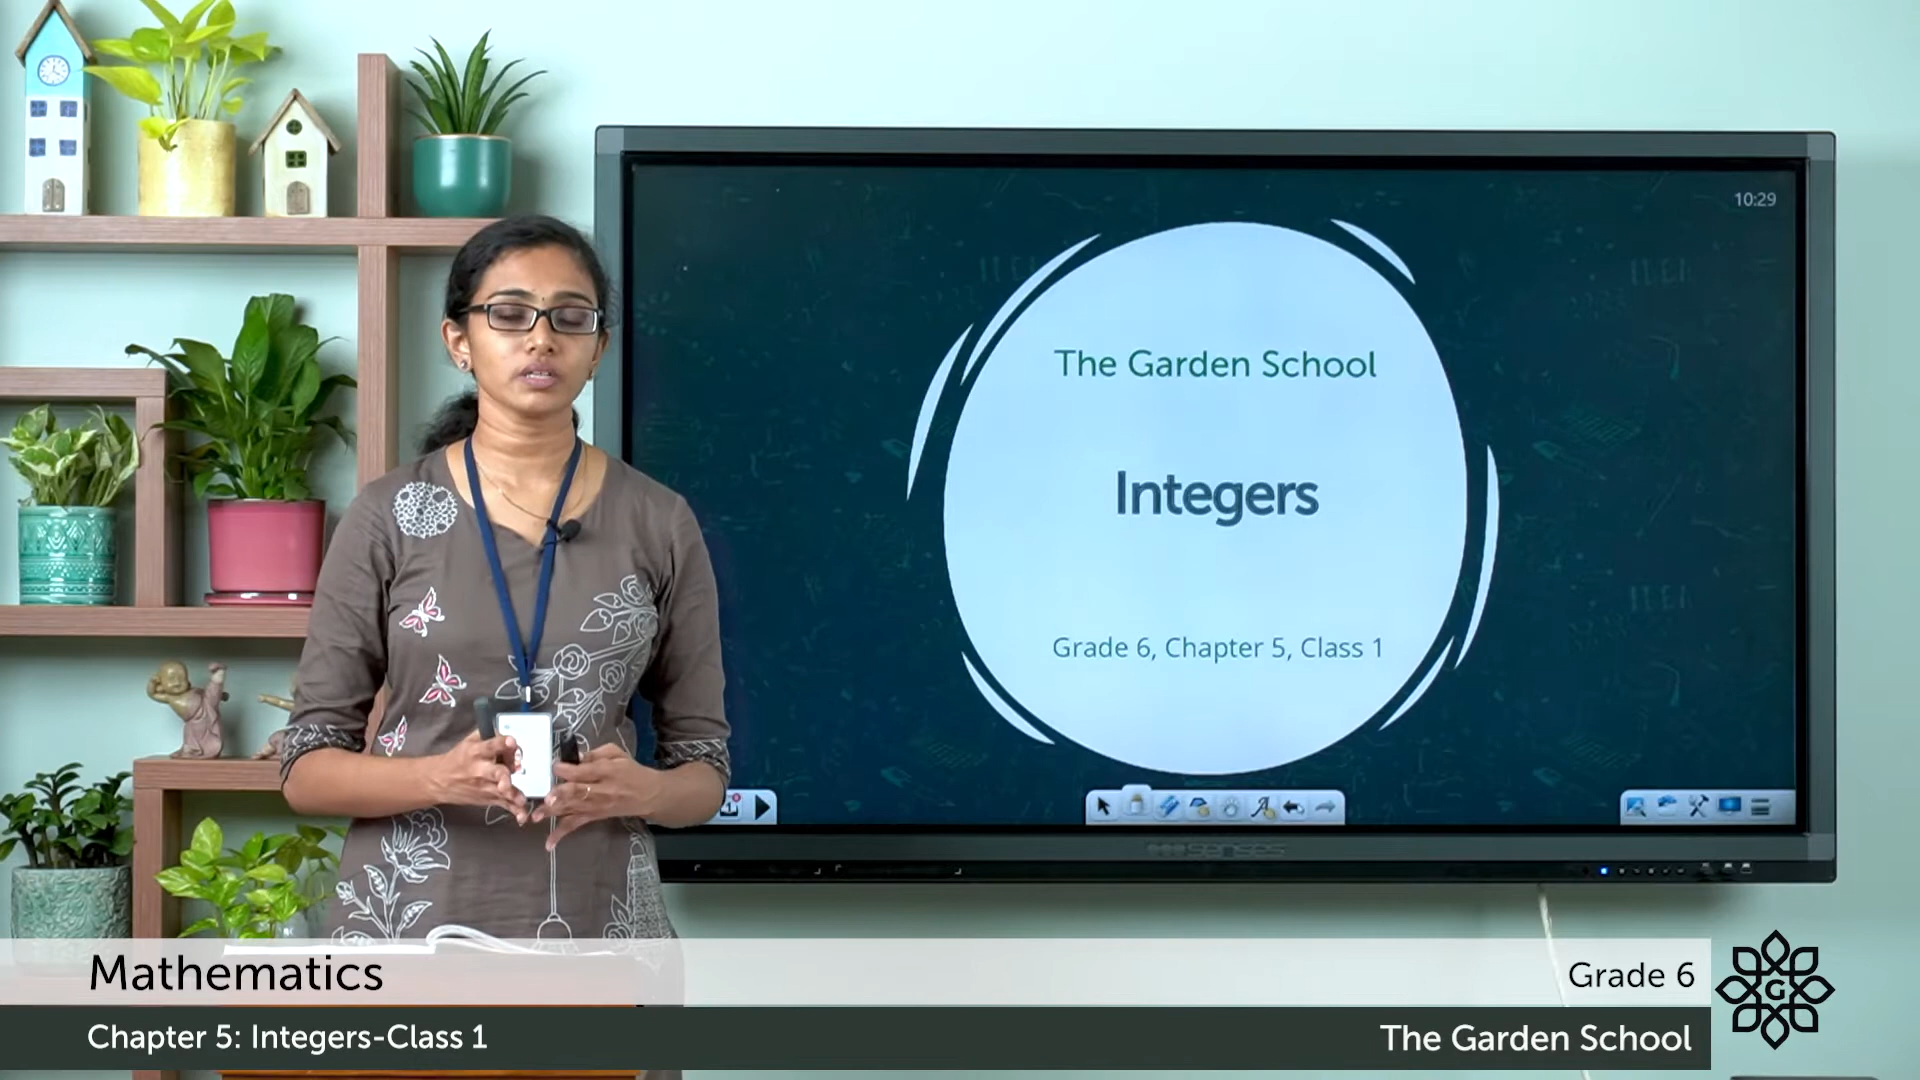 10:29
The Garden School
Integers
Grade 6, Chapter 5, Class 1
Mathematics
Grade 6
Chapter 5: Integers-Class 1
The Garden School
G